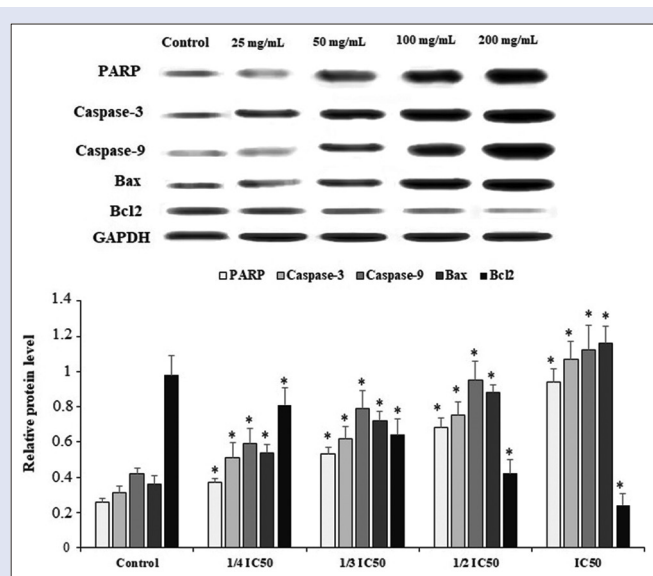 Control 25 mg/mL 50 mg/mL 100 mg/mL 200 mg/mL
PARP
Caspase-3
Caspase-9
Bax
Bcl2
GAPDH
PARP Caspase-3 Caspase-9 Bax Bcl2
1.4
1.2
1
0.8
0.6
0.4
0.2
0
Relative protein level
* * * * *
* * * * *
* * * * *
* * * * *
Control 1/4 IC50 1/3 IC50 1/2 IC50 IC50